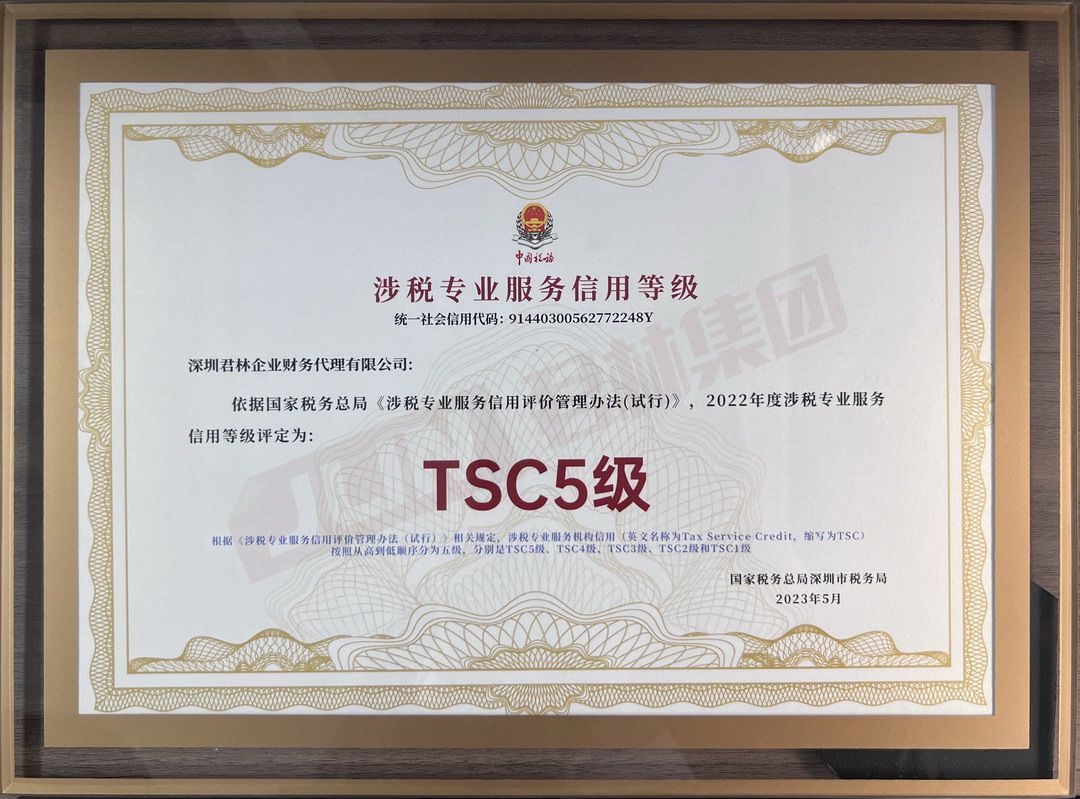 中国税务
涉税专业服务信用等级
统一社会信用代码：91440300562772248Y
深圳君林企业财务代理有限公司：
依据国家税务总局《涉税专业服务信用评价管理办法(试行)》，2022年度涉税专业服务
信用等级评定为：
TSC5级
根据《涉税专业服务信用评价管理办法（试行）》相关规定，涉税专业服务机构信用（英文名称为Tax Service Credit，缩写为TSC）
按照从高到低顺序分为五级，分别是TSC5级、TSC4级、TSC3级、TSC2级和TSC1级
国家税务总局深圳市税务局
2023年5月
集团